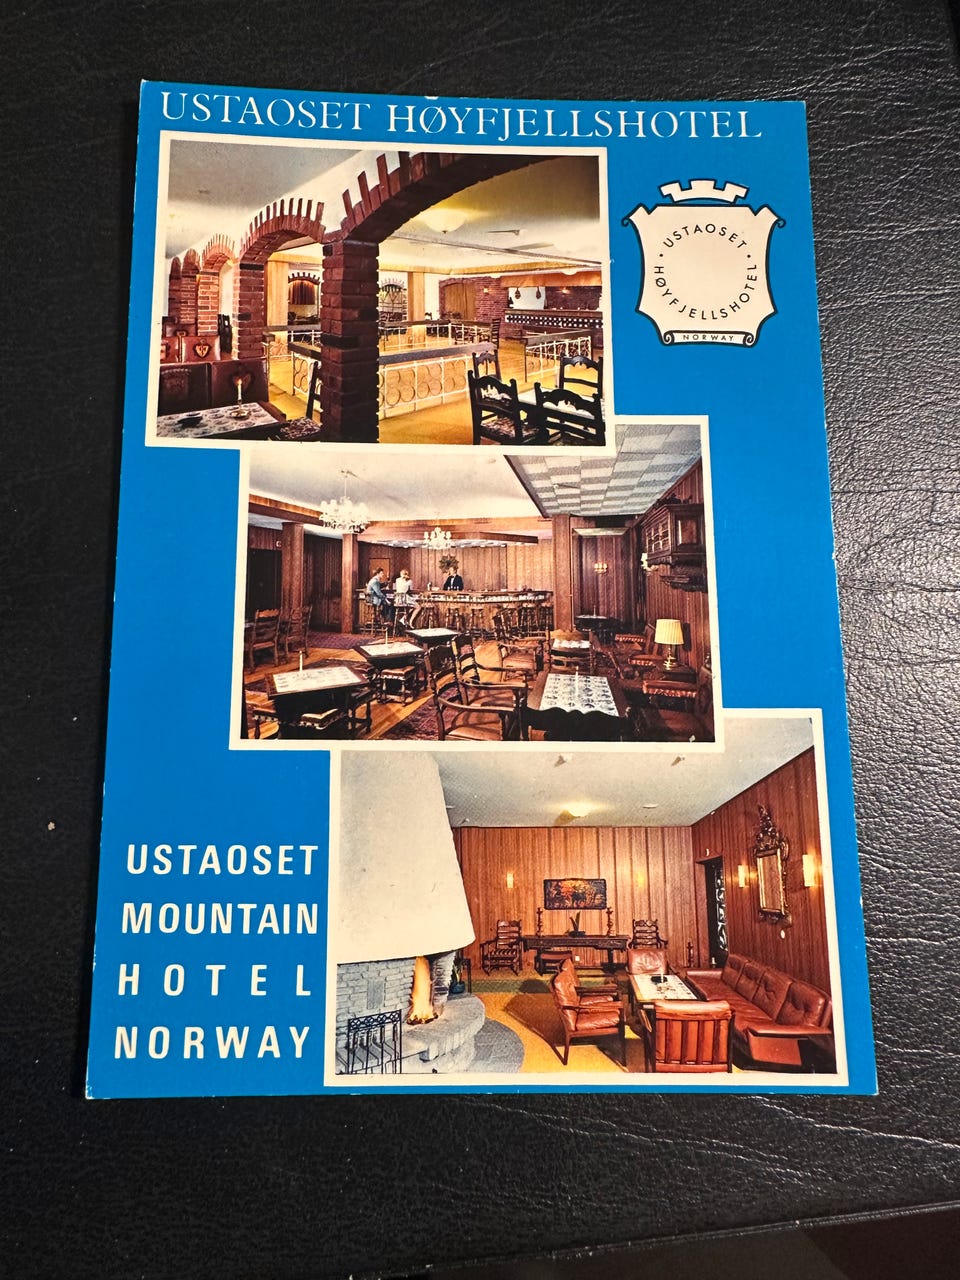 USTAOSET HØYFJELLSHOTEL
· USTAOSET ·
HØYFJELLSHOTEL
NORWAY
USTAOSET
MOUNTAIN
HOTEL
NORWAY